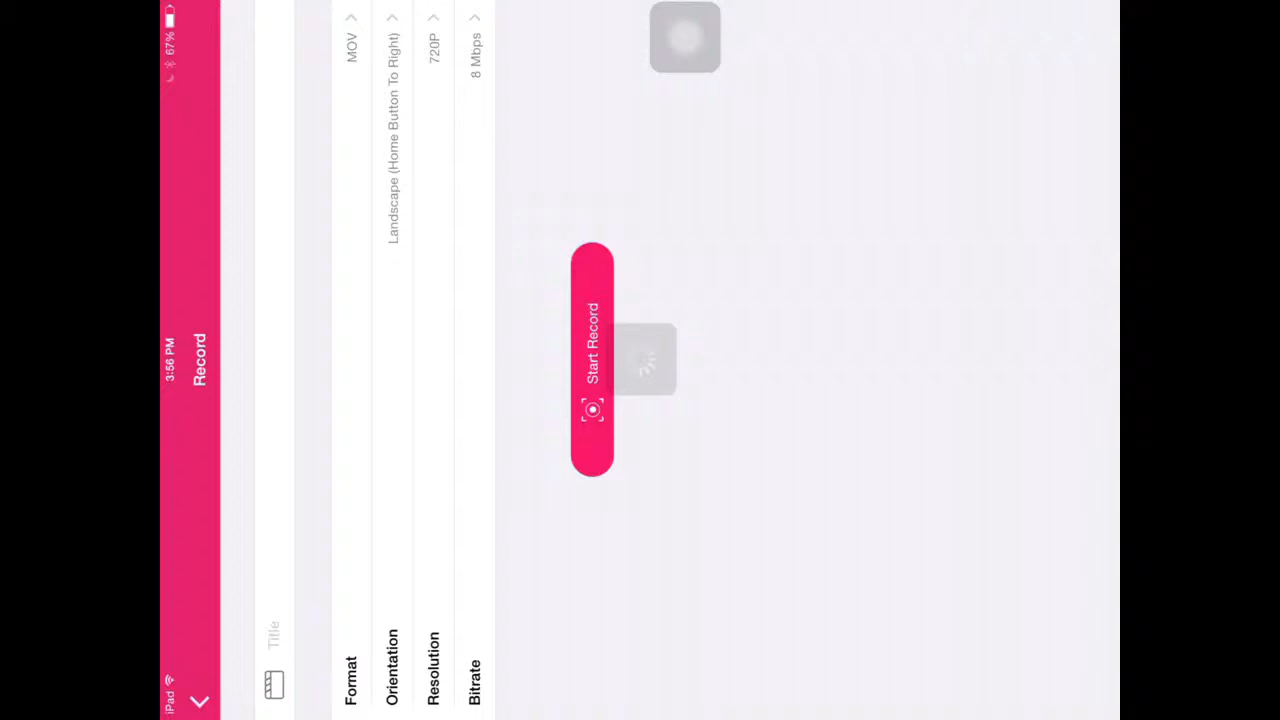 iPad 3:56 PM 67%
Record
Title
Format MOV
Orientation Landscape (Home Button To Right)
Resolution 720P
Bitrate 8 Mbps
Start Record